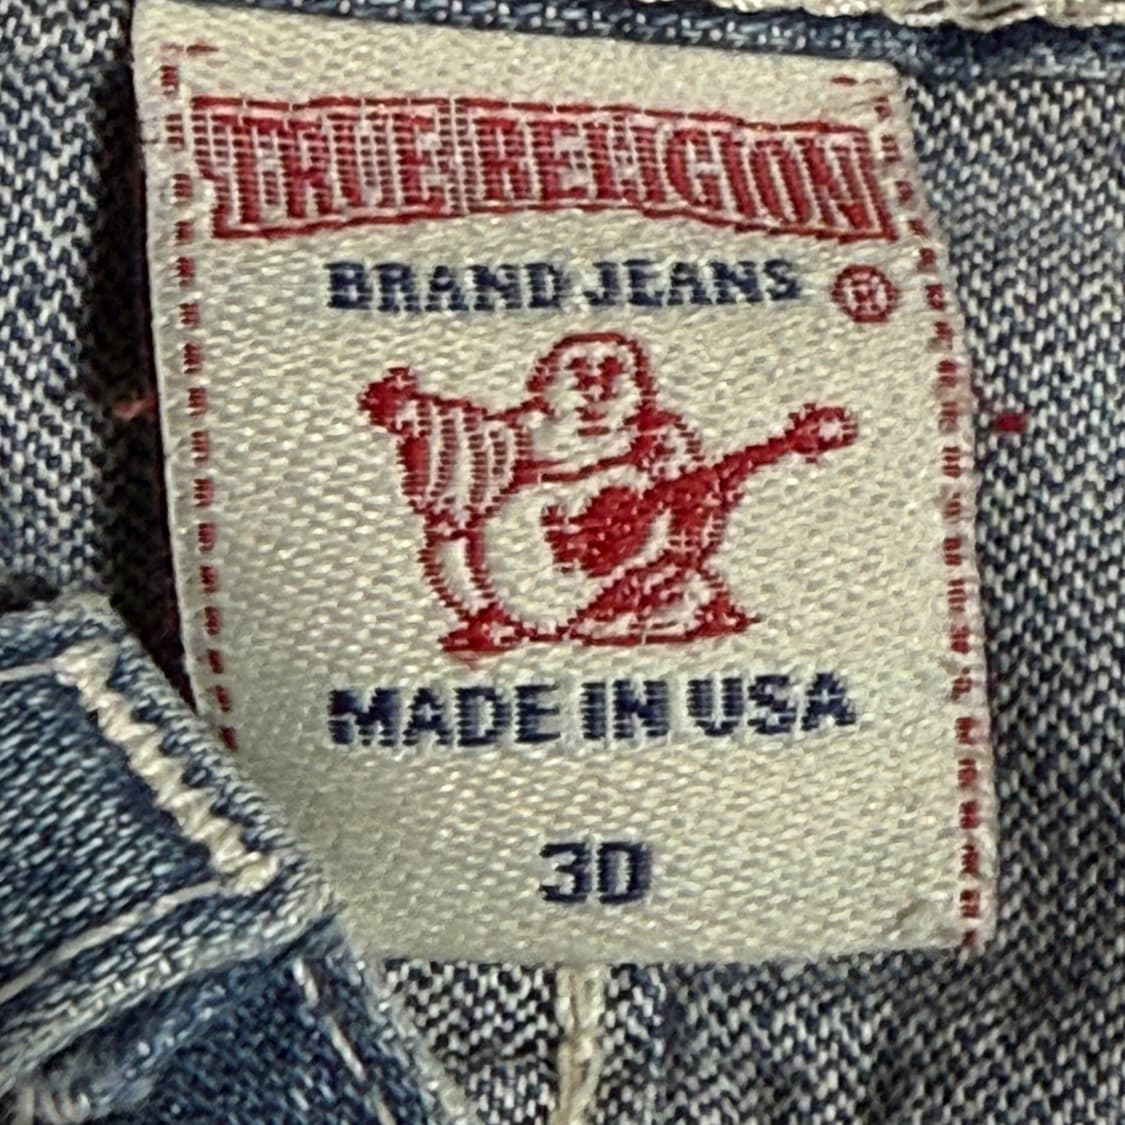 TRUE RELIGION
BRAND JEANS ®
MADE IN USA
30